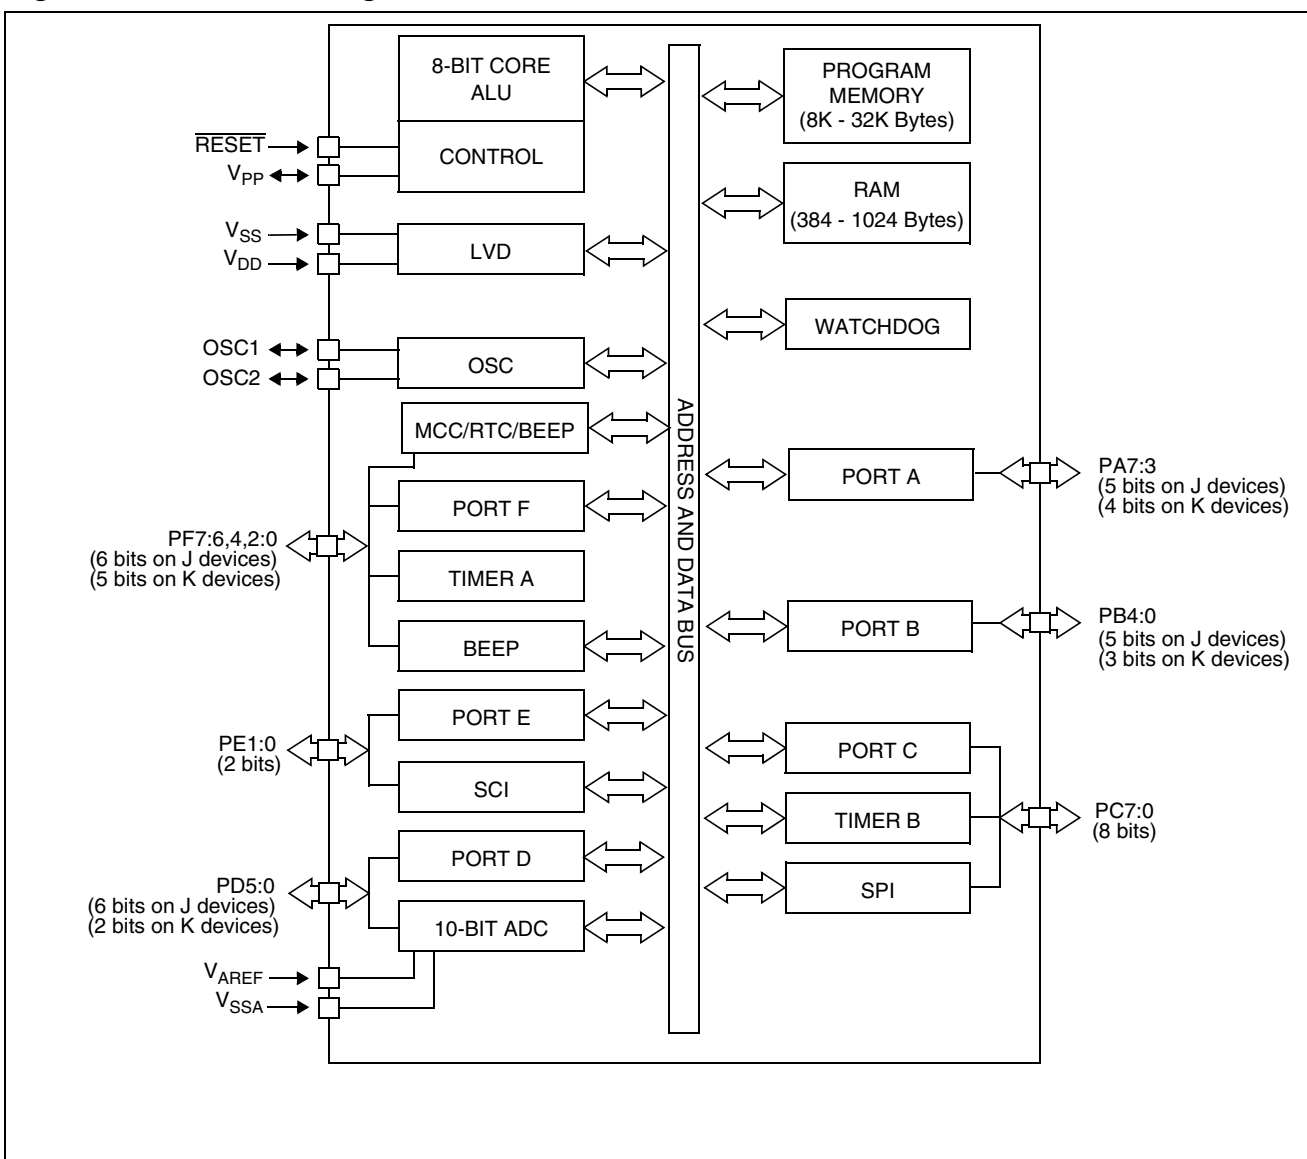 8-BIT CORE
ALU
CONTROL
RESET
VPP
VSS
VDD
LVD
OSC1
OSC2
OSC
MCC/RTC/BEEP
PORT F
PF7:6,4,2:0
(6 bits on J devices)
(5 bits on K devices)
TIMER A
BEEP
PORT E
PE1:0
(2 bits)
SCI
PORT D
PD5:0
(6 bits on J devices)
(2 bits on K devices)
10-BIT ADC
VAREF
VSSA
ADDRESS AND DATA BUS
PROGRAM
MEMORY
(8K - 32K Bytes)
RAM
(384 - 1024 Bytes)
WATCHDOG
PORT A
PA7:3
(5 bits on J devices)
(4 bits on K devices)
PORT B
PB4:0
(5 bits on J devices)
(3 bits on K devices)
PORT C
TIMER B
PC7:0
(8 bits)
SPI